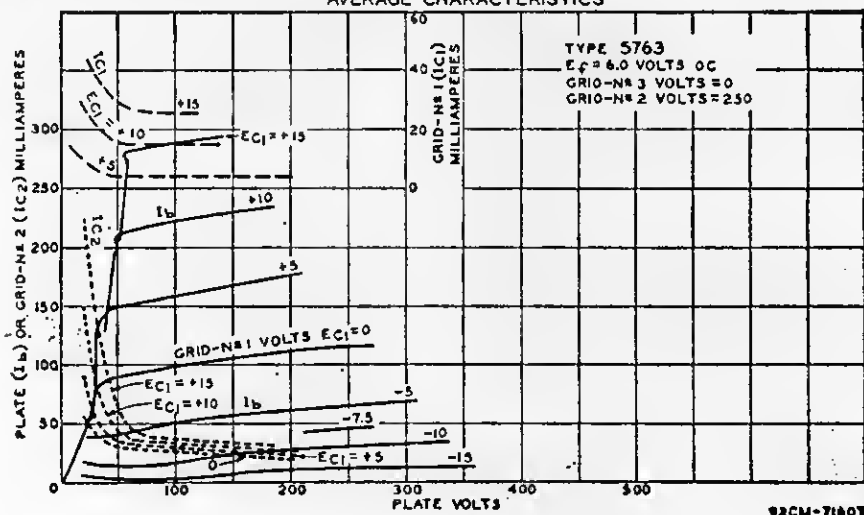 AVERAGE CHARACTERISTICS
TYPE 5763
Ef = 6.0 VOLTS DC
GRID-Nº 3 VOLTS = 0
GRID-Nº 2 VOLTS = 250
PLATE (Ib) OR GRID-Nº 2 (IC2) MILLIAMPERES
GRID-Nº 1 (IC1)
MILLIAMPERES
60
40
20
0
300
250
200
150
100
50
0
IC1
+15
EC1 = +10
+5
EC1 = +15
Ib
+10
IC2
+5
GRID-Nº 1 VOLTS EC1 = 0
EC1 = +15
EC1 = +10
Ib
-5
-7.5
-10
0
EC1 = +5
-15
100
200
300
400
500
PLATE VOLTS
92CM-7180T